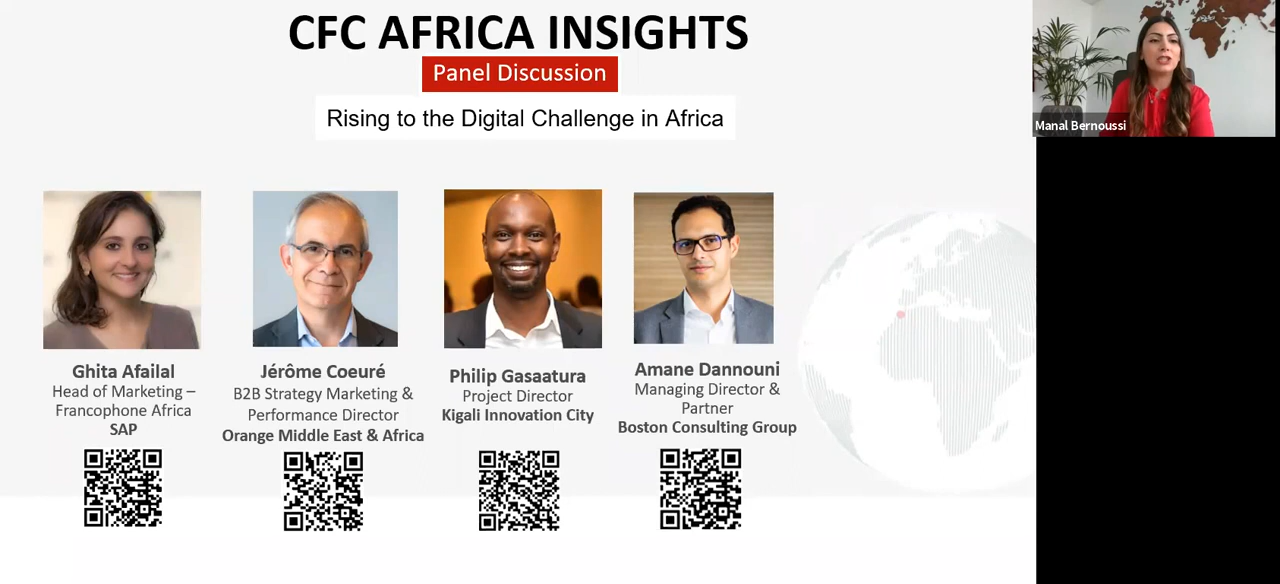 CFC AFRICA INSIGHTS
Panel Discussion
Rising to the Digital Challenge in Africa
Manal Bernoussi
Ghita Afailal
Head of Marketing –
Francophone Africa
SAP
Jérôme Coeuré
B2B Strategy Marketing &
Performance Director
Orange Middle East & Africa
Philip Gasaatura
Project Director
Kigali Innovation City
Amane Dannouni
Managing Director &
Partner
Boston Consulting Group